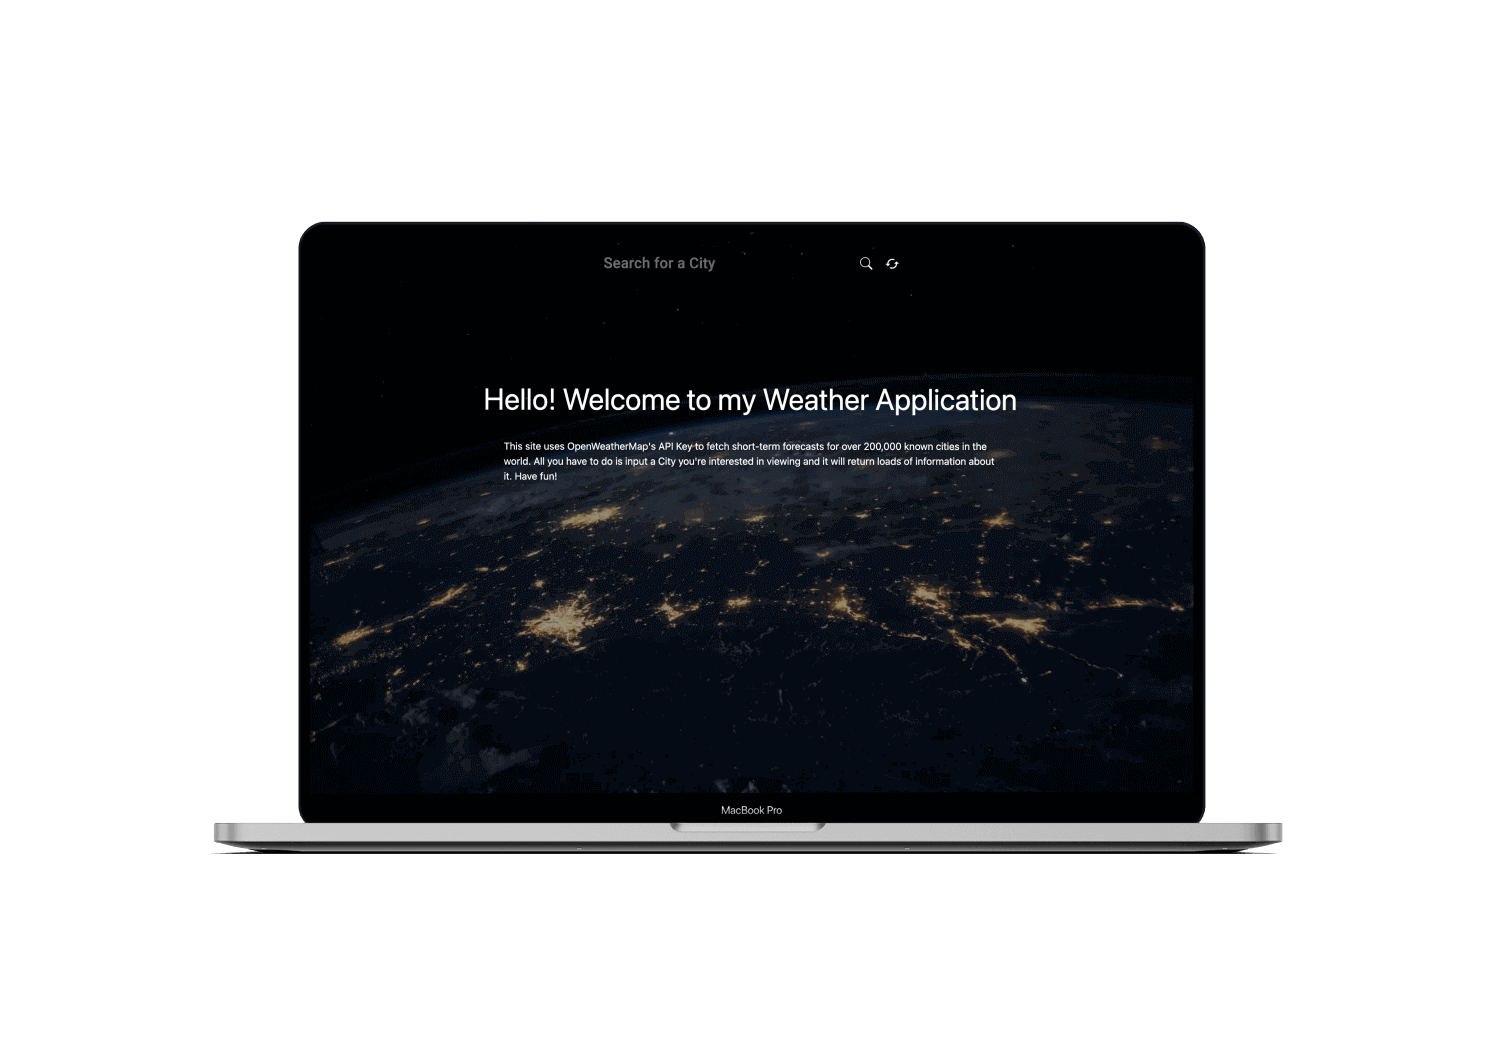 Search for a City
Hello! Welcome to my Weather Application
This site uses OpenWeatherMap's API Key to fetch short-term forecasts for over 200,000 known cities in the
world. All you have to do is input a City you're interested in viewing and it will return loads of information about
it. Have fun!
MacBook Pro